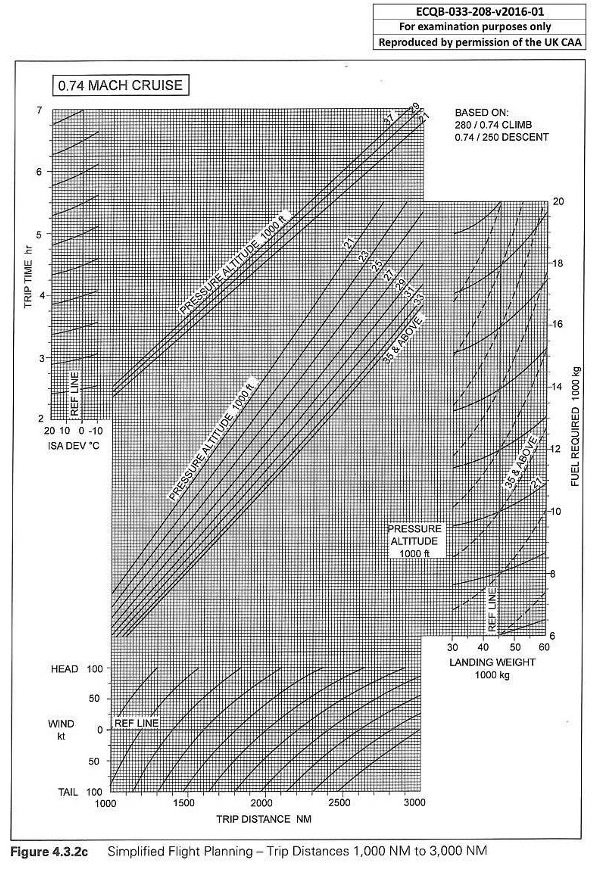 ECQB-033-208-v2016-01
For examination purposes only
Reproduced by permission of the UK CAA
0.74 MACH CRUISE
BASED ON:
280 / 0.74 CLIMB
0.74 / 250 DESCENT
7
6
5
4
3
2
TRIP TIME hr
REF LINE
20 10 0 -10
ISA DEV °C
PRESSURE ALTITUDE 1000 ft
37
29
21
PRESSURE ALTITUDE 1000 ft
21
23
25
27
29
31
33
35 & ABOVE
20
18
16
14
12
10
8
6
FUEL REQUIRED 1000 kg
35 & ABOVE
27
PRESSURE
ALTITUDE
1000 ft
REF LINE
30 40 50 60
LANDING WEIGHT
1000 kg
HEAD 100
50
WIND 0
kt
50
TAIL 100
REF LINE
1000 1500 2000 2500 3000
TRIP DISTANCE NM
Figure 4.3.2c Simplified Flight Planning – Trip Distances 1,000 NM to 3,000 NM